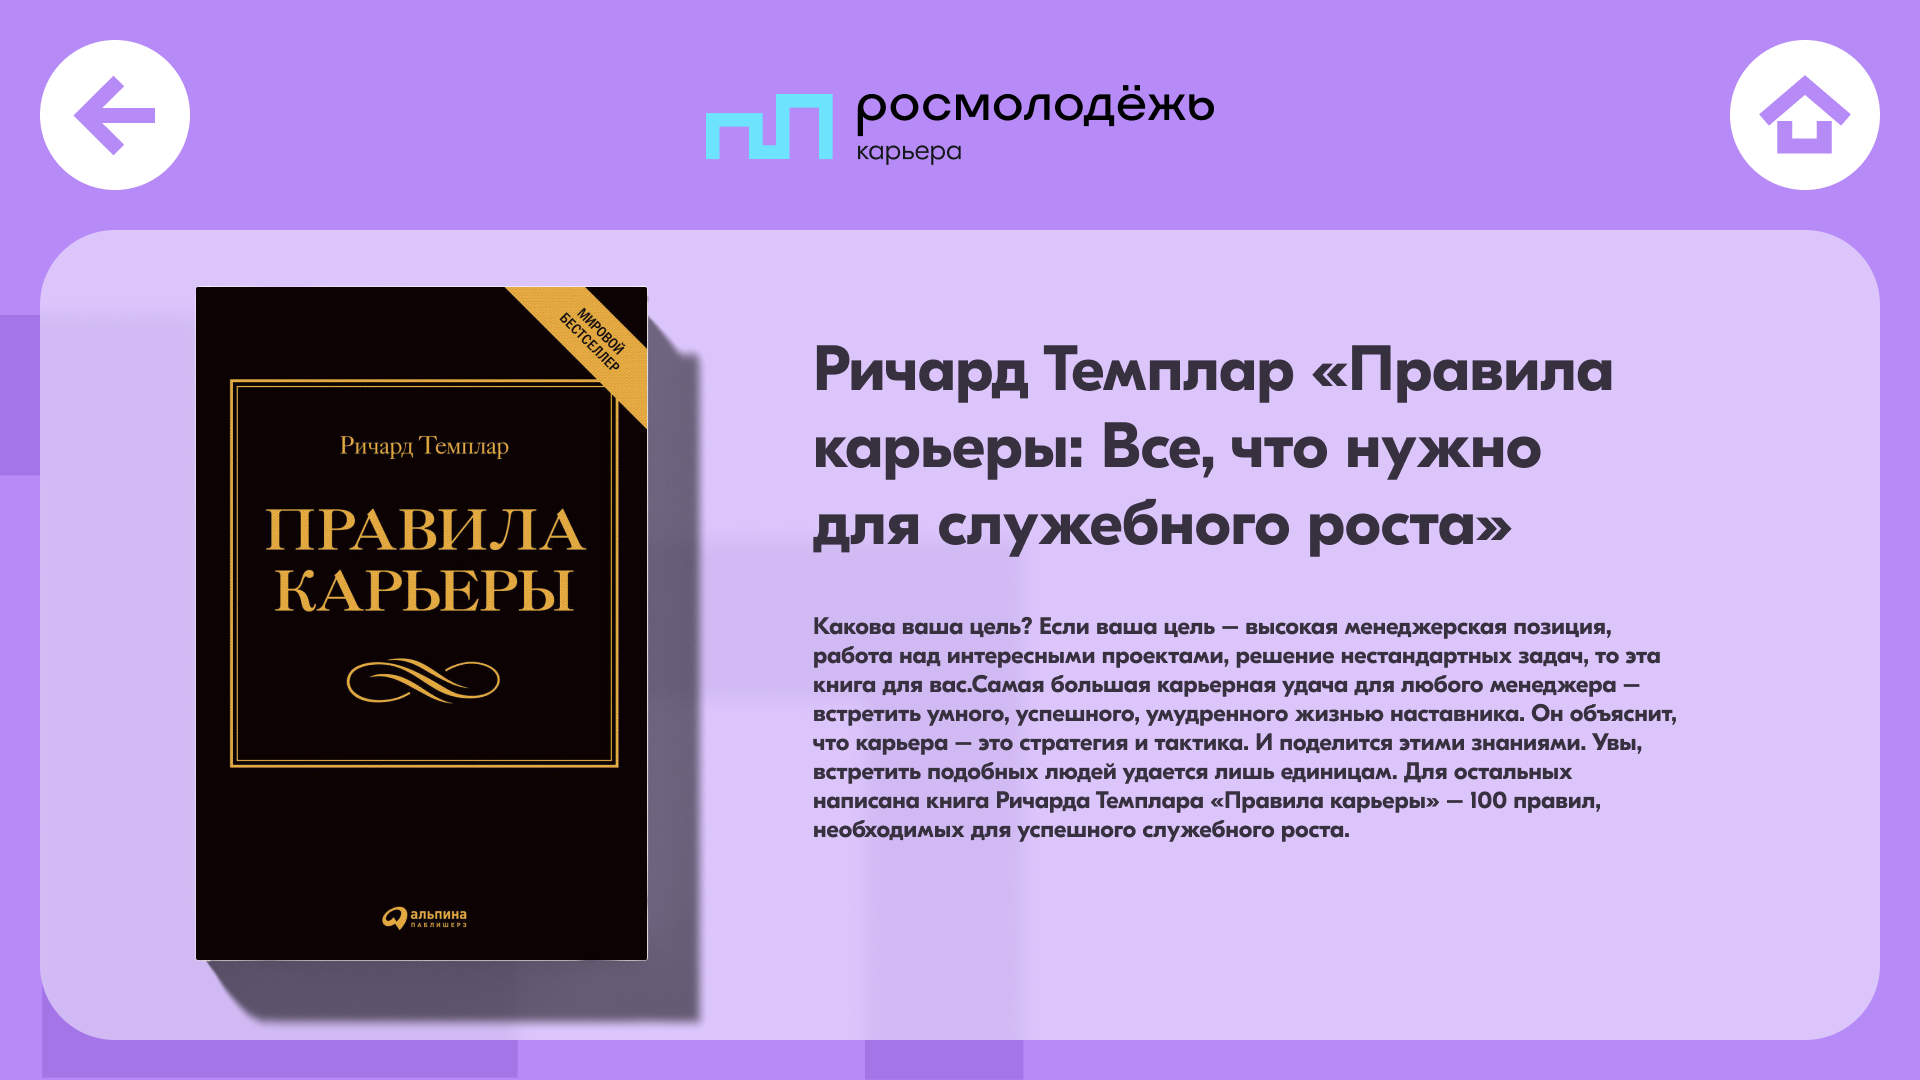 росмолодёжь
карьера
МИРОВОЙ
БЕСТСЕЛЛЕР
Ричард Темплар
ПРАВИЛА
КАРЬЕРЫ
альпина
ПАБЛИШЕРЗ
Ричард Темплар «Правила
карьеры: Все, что нужно
для служебного роста»
Какова ваша цель? Если ваша цель – высокая менеджерская позиция,
работа над интересными проектами, решение нестандартных задач, то эта
книга для вас.Самая большая карьерная удача для любого менеджера –
встретить умного, успешного, умудренного жизнью наставника. Он объяснит,
что карьера – это стратегия и тактика. И поделится этими знаниями. Увы,
встретить подобных людей удается лишь единицам. Для остальных
написана книга Ричарда Темплара «Правила карьеры» – 100 правил,
необходимых для успешного служебного роста.